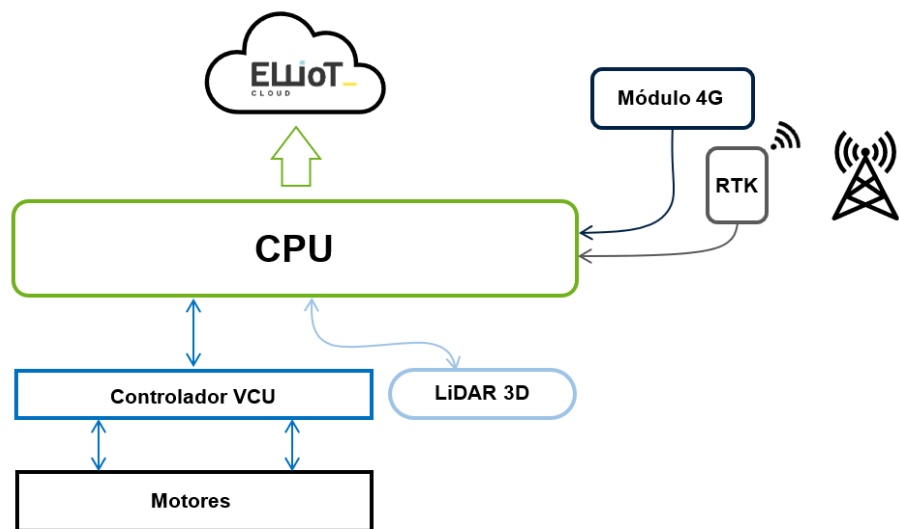 ELLIOT_
CLOUD
Módulo 4G
RTK
CPU
Controlador VCU
LiDAR 3D
Motores